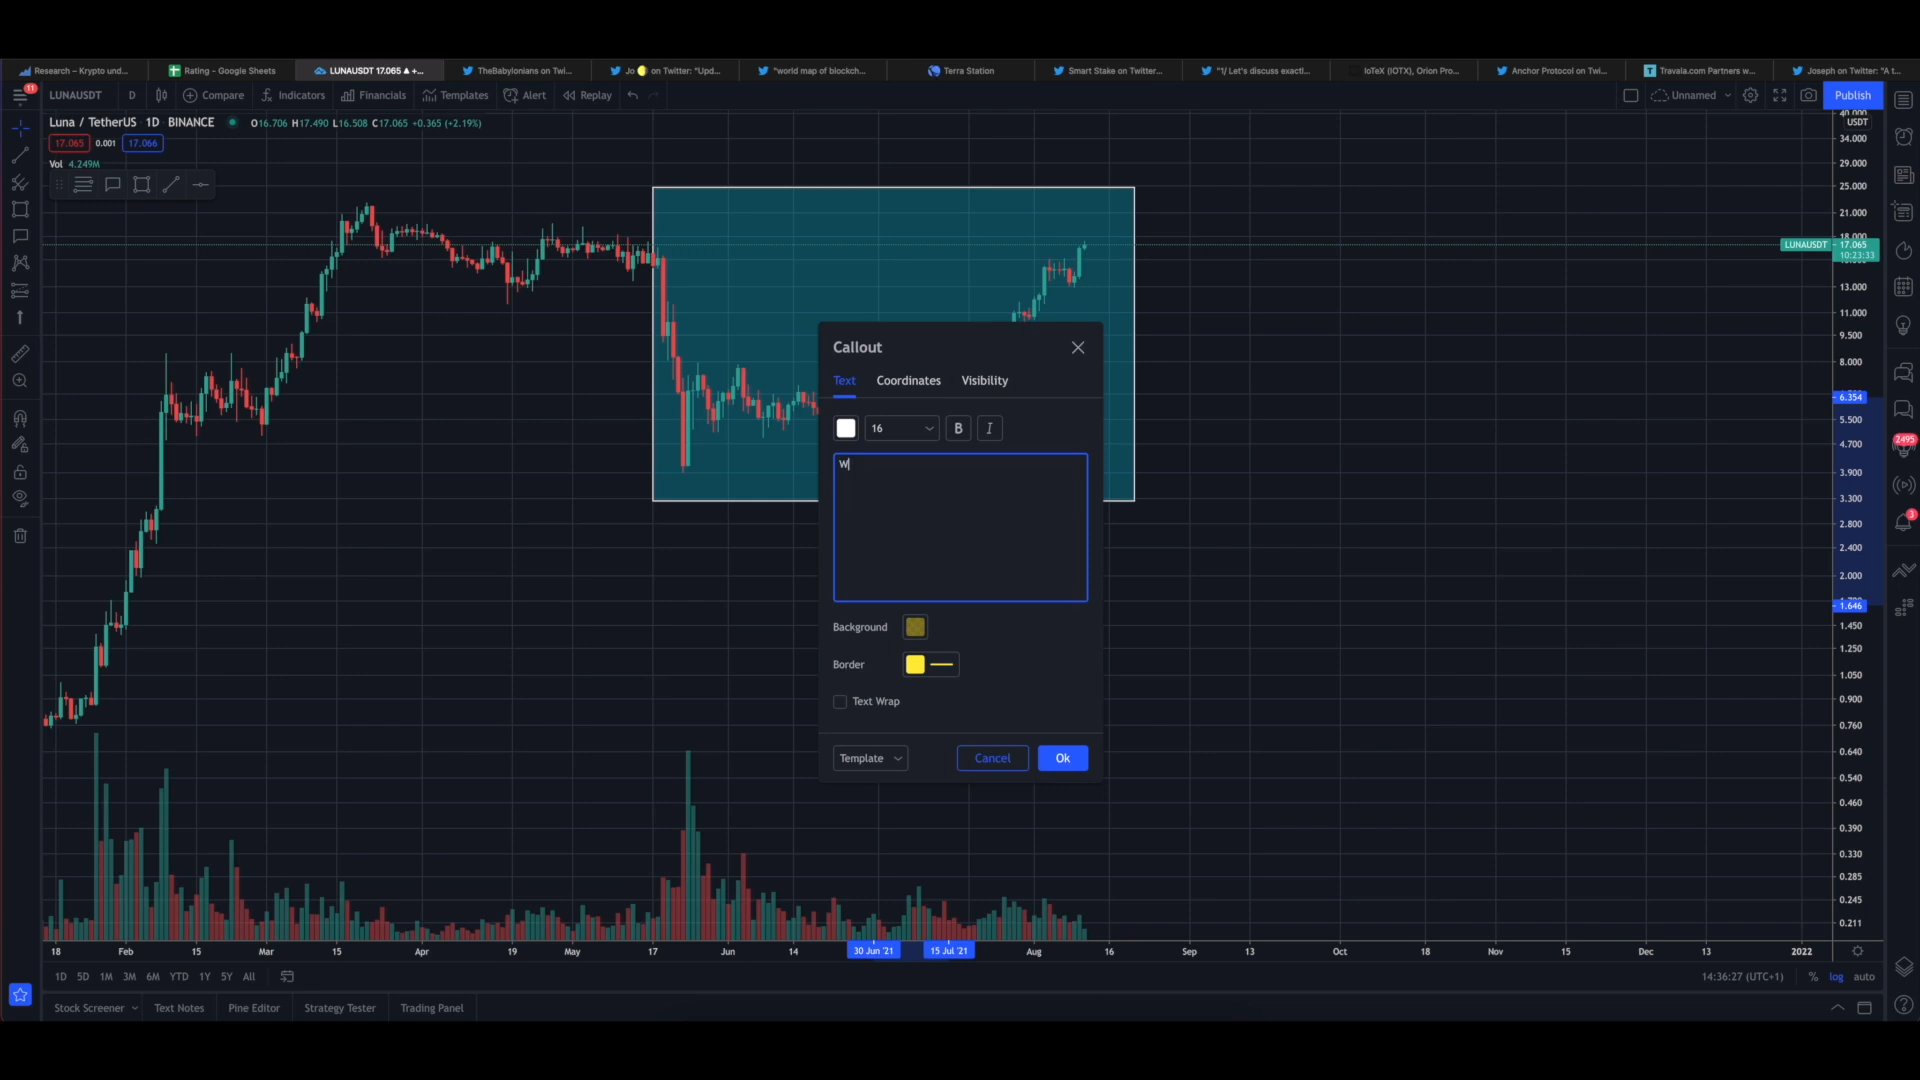 Research – Krypto und... Rating - Google Sheets LUNAUSDT 17.065 ▲ +... TheBabylonians on Twi... Jo 🌕 on Twitter: "Upd... "world map of blockch... Terra Station Smart Stake on Twitter... "1/ Let's discuss exactl... IoTeX (IOTX), Orion Pro... Anchor Protocol on Twi... Travala.com Partners w... Joseph on Twitter: "A t...
11
LUNAUSDT D Compare Indicators Financials Templates Alert Replay Unnamed Publish
Luna / TetherUS · 1D · BINANCE O16.706 H17.490 L16.508 C17.065 +0.365 (+2.19%)
17.065 0.001 17.066
Vol 4.249M
40.000
USDT
34.000
29.000
25.000
21.000
18.000
LUNAUSDT 17.065
10:23:33
13.000
11.000
9.500
8.000
6.354
5.500
4.700
3.900
3.300
2.800
2.400
2.000
1.646
1.450
1.250
1.050
0.900
0.760
0.640
0.540
0.460
0.390
0.330
0.285
0.245
0.211
2495
3
Callout
Text Coordinates Visibility
16 B I
W
Background
Border
Text Wrap
Template Cancel Ok
18 Feb 15 Mar 15 Apr 19 May 17 Jun 14 30 Jun '21 15 Jul '21 Aug 16 Sep 13 Oct 18 Nov 15 Dec 13 2022
1D 5D 1M 3M 6M YTD 1Y 5Y All 14:36:27 (UTC+1) % log auto
Stock Screener Text Notes Pine Editor Strategy Tester Trading Panel